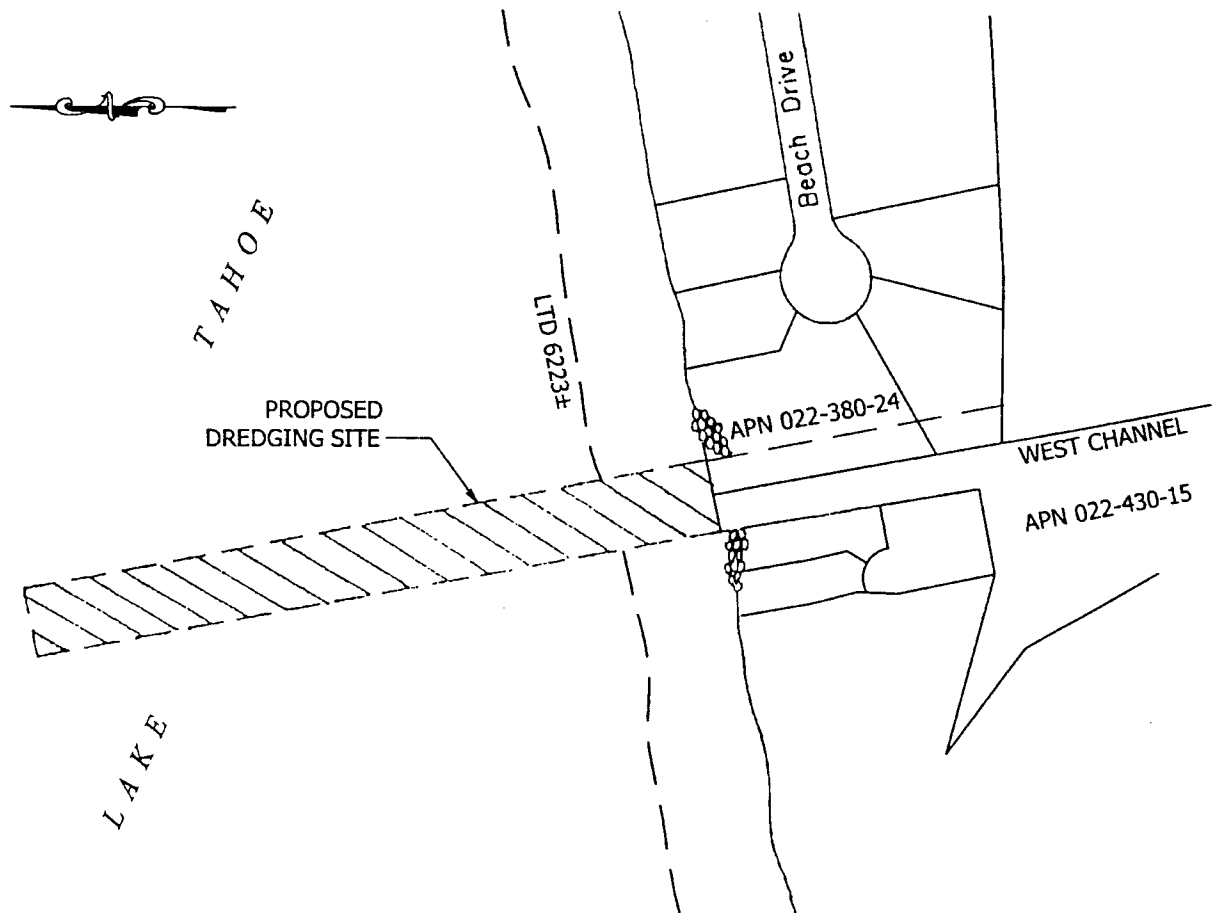 Beach Drive
TAHOE
LTD 6223±
PROPOSED
DREDGING SITE
APN 022-380-24
WEST CHANNEL
APN 022-430-15
LAKE